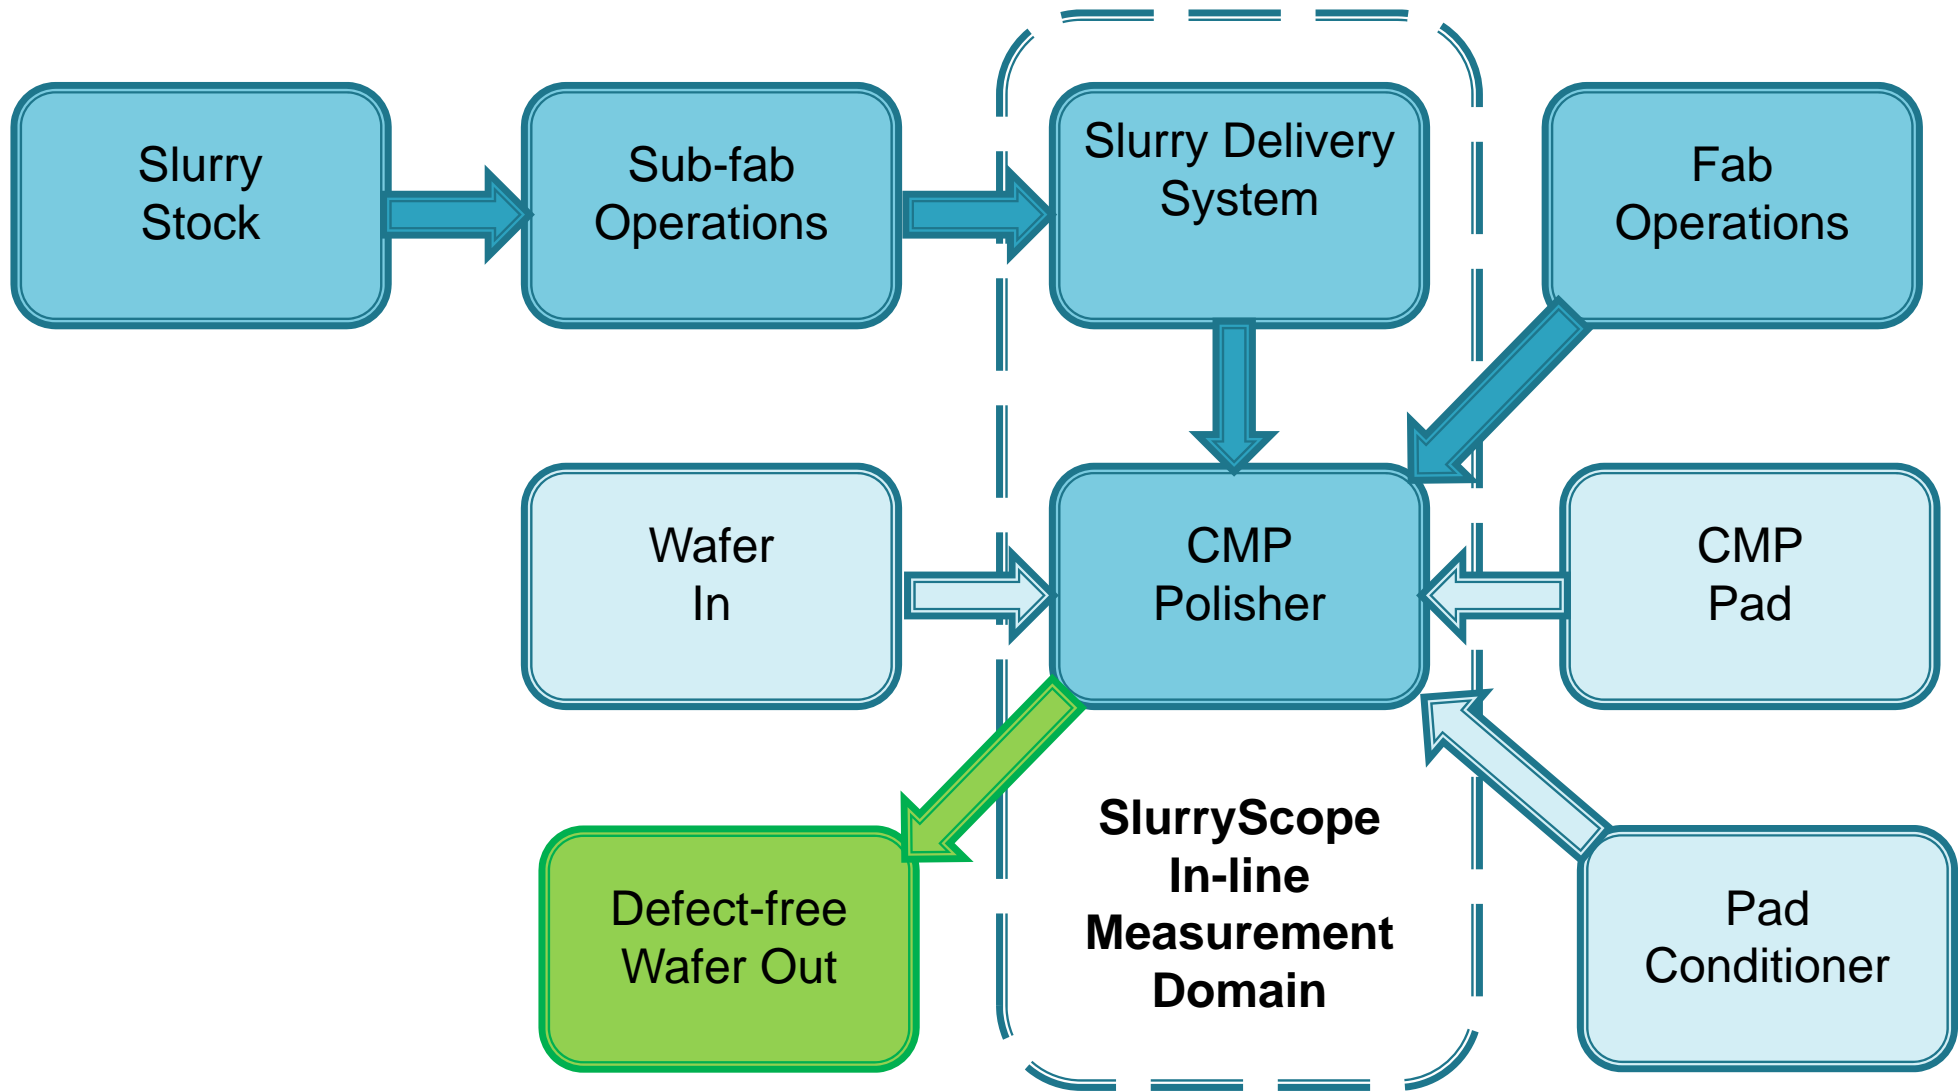 Slurry
Stock
Sub-fab
Operations
Slurry Delivery
System
Fab
Operations
Wafer
In
CMP
Polisher
CMP
Pad
Defect-free
Wafer Out
SlurryScope
In-line
Measurement
Domain
Pad
Conditioner